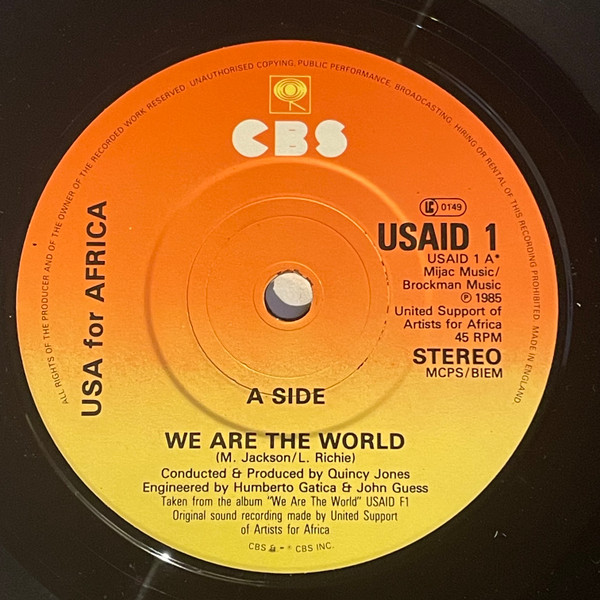 ALL RIGHTS OF THE PRODUCER AND OF THE OWNER OF THE RECORDED WORK RESERVED. UNAUTHORISED COPYING, PUBLIC PERFORMANCE, BROADCASTING, HIRING OR RENTAL OF THIS RECORDING PROHIBITED. MADE IN ENGLAND.
CBS
USA for AFRICA
LC 0149
USAID 1
USAID 1 A*
Mijac Music/
Brockman Music
℗ 1985
United Support of
Artists for Africa
45 RPM
STEREO
MCPS/BIEM
A SIDE
WE ARE THE WORLD
(M. Jackson/L. Richie)
Conducted & Produced by Quincy Jones
Engineered by Humberto Gatica & John Guess
Taken from the album "We Are The World" USAID F1
Original sound recording made by United Support
of Artists for Africa
CBS CBS INC.